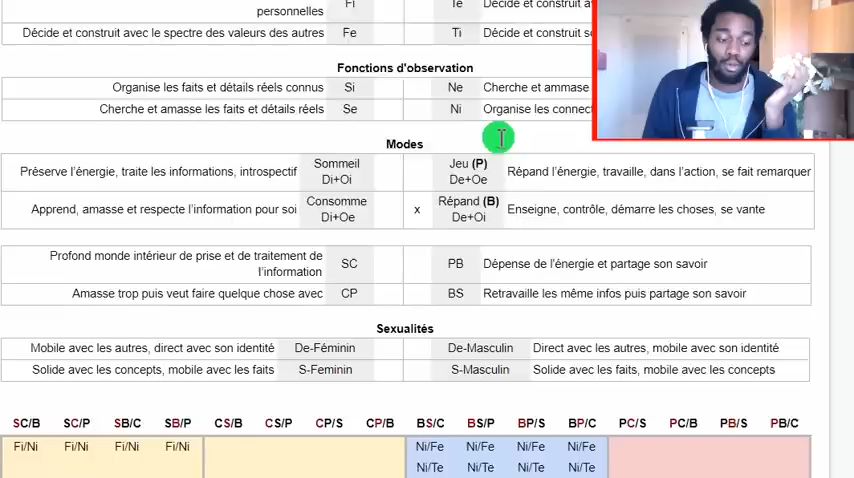 personnelles Fi Te Décide et construit
Décide et construit avec le spectre des valeurs des autres Fe Ti Décide et construit
Fonctions d'observation
Organise les faits et détails réels connus Si Ne Cherche et ammase
Cherche et amasse les faits et détails réels Se Ni Organise les
Modes
Préserve l'énergie, traite les informations, introspectif Sommeil Di+Oi Jeu (P) De+Oe Répand l'énergie, travaille, dans l'action, se fait remarquer
Apprend, amasse et respecte l'information pour soi Consomme Di+Oe x Répand (B) De+Oi Enseigne, contrôle, démarre les choses, se vante
Profond monde intérieur de prise et de traitement de l'information SC PB Dépense de l'énergie et partage son savoir
Amasse trop puis veut faire quelque chose avec CP BS Retravaille les même infos puis partage son savoir
Sexualités
Mobile avec les autres, direct avec son identité De-Féminin De-Masculin Direct avec les autres, mobile avec son identité
Solide avec les concepts, mobile avec les faits S-Feminin S-Masculin Solide avec les faits, mobile avec les concepts
SC/B SC/P SB/C SB/P CS/B CS/P CP/S CP/B BS/C BS/P BP/S BP/C PC/S PC/B PB/S PB/C
Fi/Ni Fi/Ni Fi/Ni Fi/Ni Ni/Fe Ni/Fe Ni/Fe Ni/Fe
Ni/Te Ni/Te Ni/Te Ni/Te